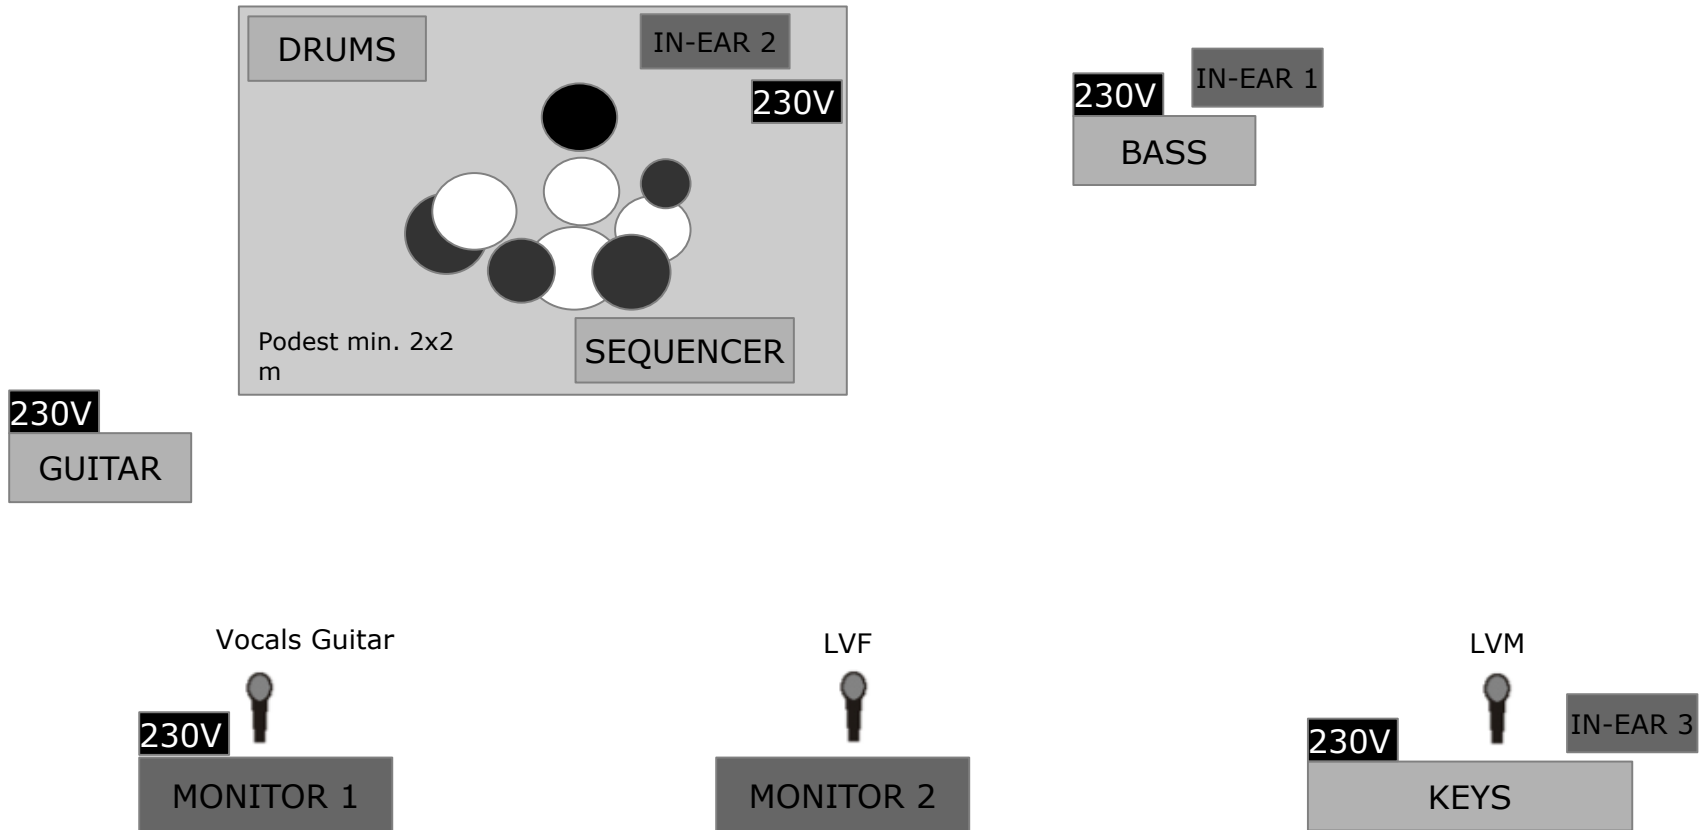 DRUMS
IN-EAR 2
230V
IN-EAR 1
230V
BASS
Podest min. 2x2
m
SEQUENCER
230V
GUITAR
Vocals Guitar
LVF
LVM
230V
230V
IN-EAR 3
MONITOR 1
MONITOR 2
KEYS